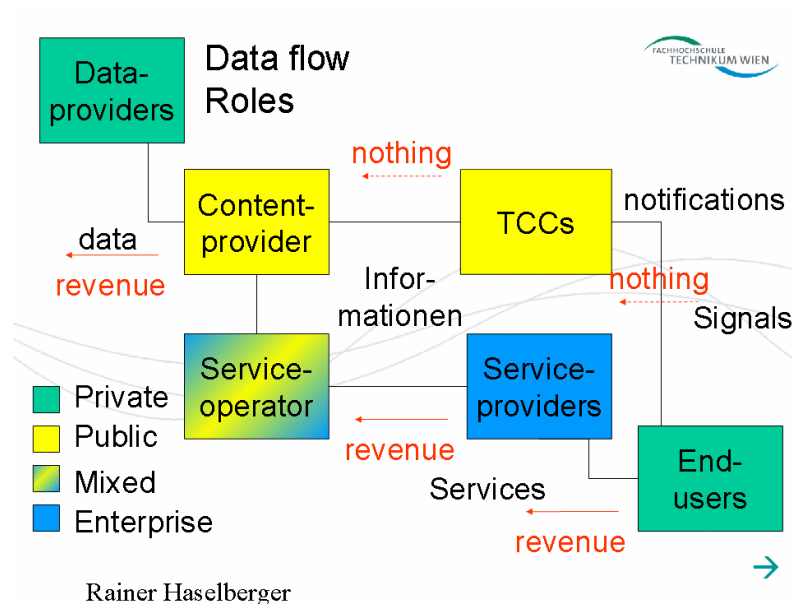 Data-
providers
Data flow
Roles
FACHHOCHSCHULE
TECHNIKUM WIEN
nothing
Content-
provider
TCCs
notifications
data
revenue
Infor-
mationen
nothing
Signals
Service-
operator
Service-
providers
Private
Public
Mixed
Enterprise
revenue
Services
End-
users
revenue
Rainer Haselberger